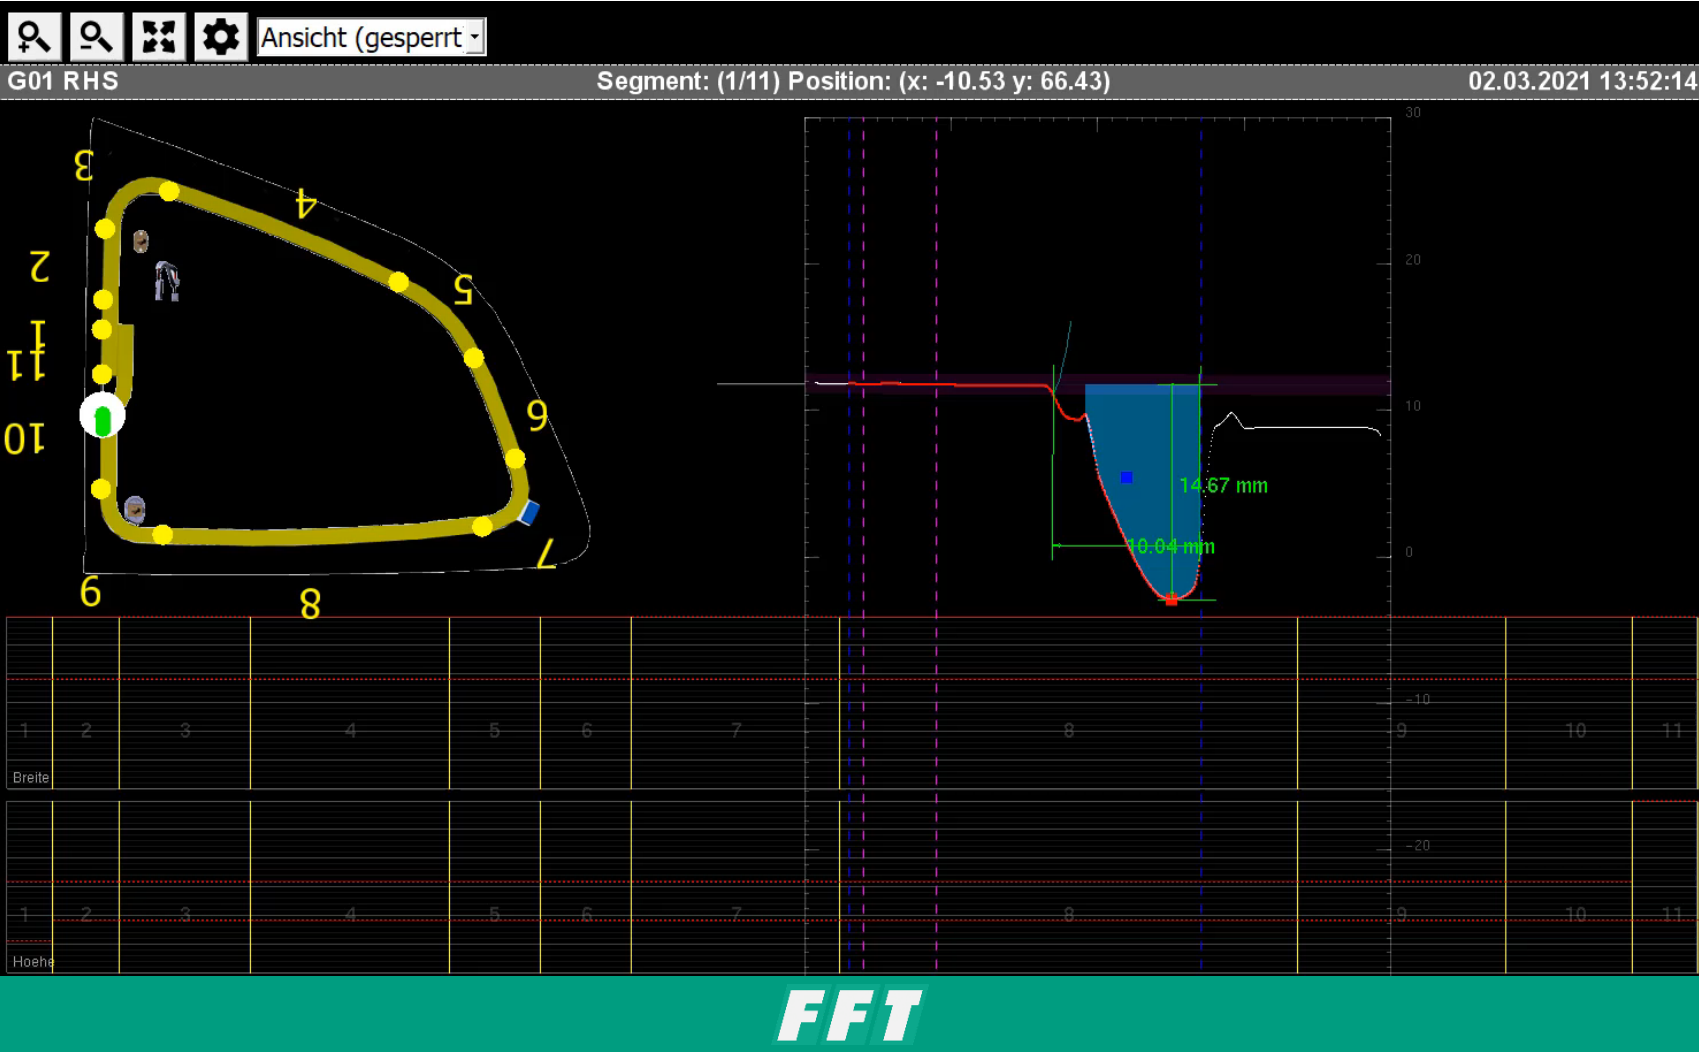 Ansicht (gesperrt
G01 RHS
Segment: (1/11) Position: (x: -10.53 y: 66.43)
02.03.2021 13:52:14
3
4
2
5
1
11
6
10
7
9
8
30
20
10
0
-10
-20
14.67 mm
10.04 mm
1 2 3 4 5 6 7 8 9 10 11
Breite
1 2 3 4 5 6 7 8 9 10 11
Hoehe
FFT